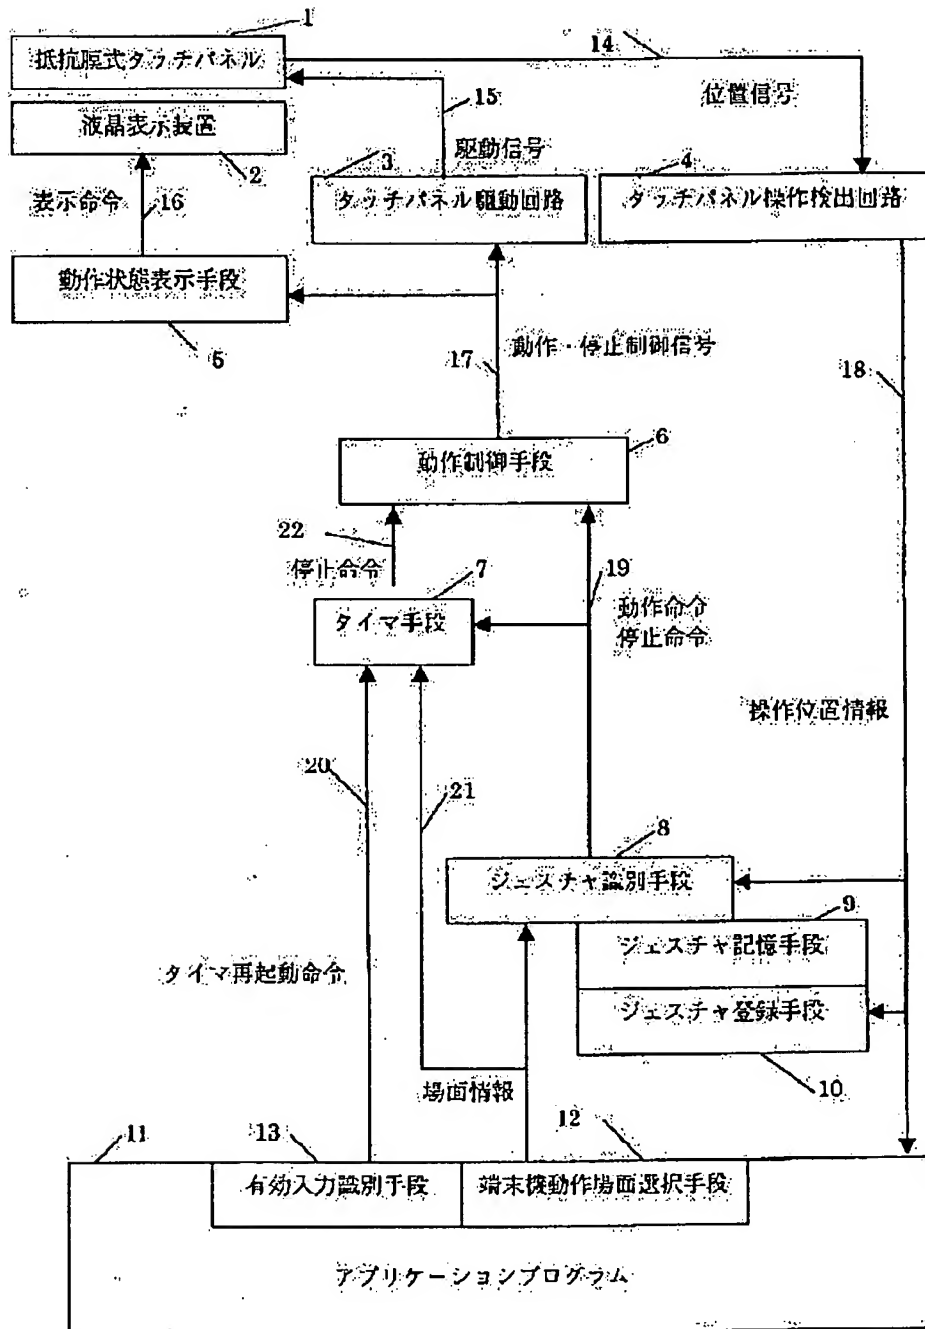 1
抵抗膜式タッチパネル
14
15
位置信号
液晶表示装置
2
3
駆動信号
4
表示命令
16
タッチパネル駆動回路
タッチパネル操作検出回路
動作状態表示手段
5
17
動作・停止制御信号
18
6
動作制御手段
22
停止命令
7
19
動作命令
停止命令
タイマ手段
操作位置情報
20
21
8
ジェスチャ識別手段
9
ジェスチャ記憶手段
タイマ再起動命令
ジェスチャ登録手段
場面情報
10
11
13
12
有効入力識別手段
端末機動作場面選択手段
アプリケーションプログラム